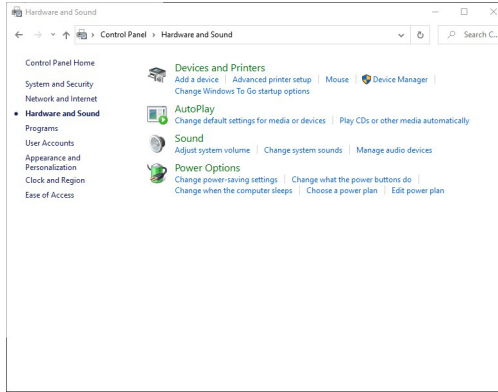 Hardware and Sound
Control Panel › Hardware and Sound
Search C...
Control Panel Home
System and Security
Network and Internet
Hardware and Sound
Programs
User Accounts
Appearance and
Personalization
Clock and Region
Ease of Access
Devices and Printers
Add a device | Advanced printer setup | Mouse | Device Manager |
Change Windows To Go startup options
AutoPlay
Change default settings for media or devices | Play CDs or other media automatically
Sound
Adjust system volume | Change system sounds | Manage audio devices
Power Options
Change power-saving settings | Change what the power buttons do |
Change when the computer sleeps | Choose a power plan | Edit power plan